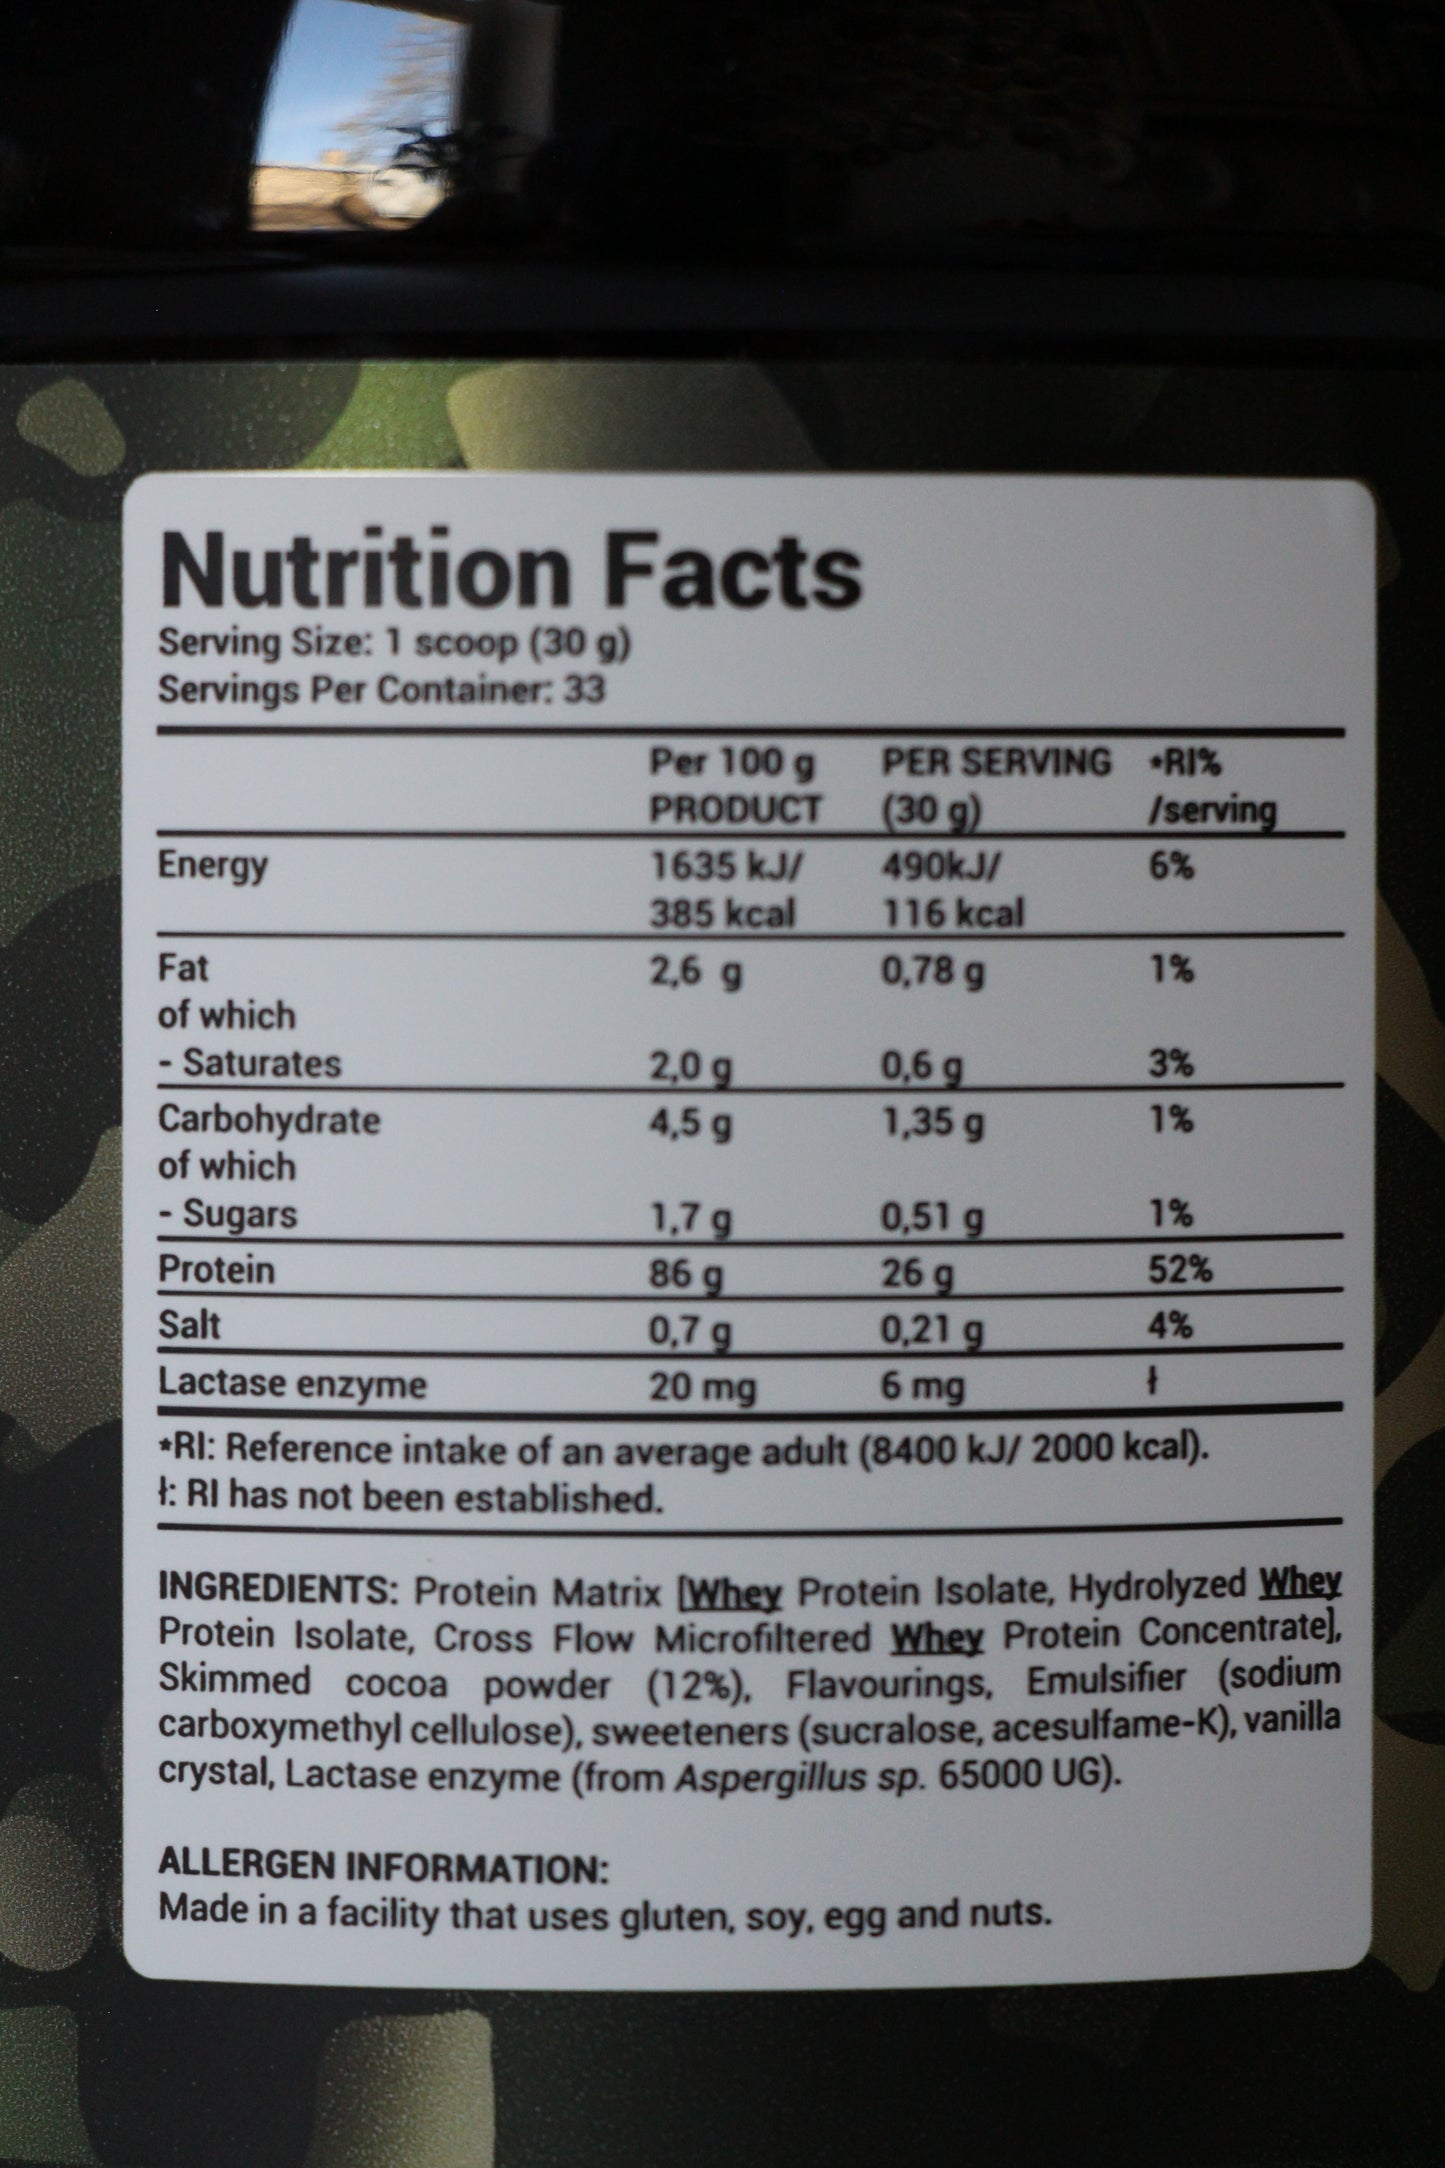 Nutrition Facts
Serving Size: 1 scoop (30 g)
Servings Per Container: 33
Per 100 g PER SERVING *RI%
PRODUCT (30 g) /serving
Energy 1635 kJ/ 490kJ/ 6%
385 kcal 116 kcal
Fat 2,6 g 0,78 g 1%
of which
- Saturates 2,0 g 0,6 g 3%
Carbohydrate 4,5 g 1,35 g 1%
of which
- Sugars 1,7 g 0,51 g 1%
Protein 86 g 26 g 52%
Salt 0,7 g 0,21 g 4%
Lactase enzyme 20 mg 6 mg ƚ
*RI: Reference intake of an average adult (8400 kJ/ 2000 kcal).
ƚ: RI has not been established.
INGREDIENTS: Protein Matrix [Whey Protein Isolate, Hydrolyzed Whey
Protein Isolate, Cross Flow Microfiltered Whey Protein Concentrate],
Skimmed cocoa powder (12%), Flavourings, Emulsifier (sodium
carboxymethyl cellulose), sweeteners (sucralose, acesulfame-K), vanilla
crystal, Lactase enzyme (from Aspergillus sp. 65000 UG).
ALLERGEN INFORMATION:
Made in a facility that uses gluten, soy, egg and nuts.